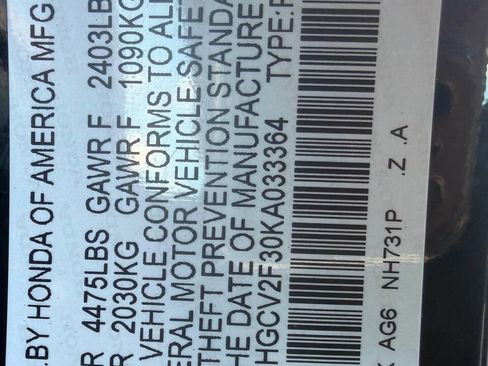 .BY HONDA OF AMERICA MFG
R 4475LBS GAWR F 2403LB
R 2030KG GAWR F 1090KG
VEHICLE CONFORMS TO AL
ERAL MOTOR VEHICLE SAFE
THEFT PREVENTION STANDA
HE DATE OF MANUFACTURE
HGCV2F30KA033364 TYPE:
AG6 NH731P .Z .A